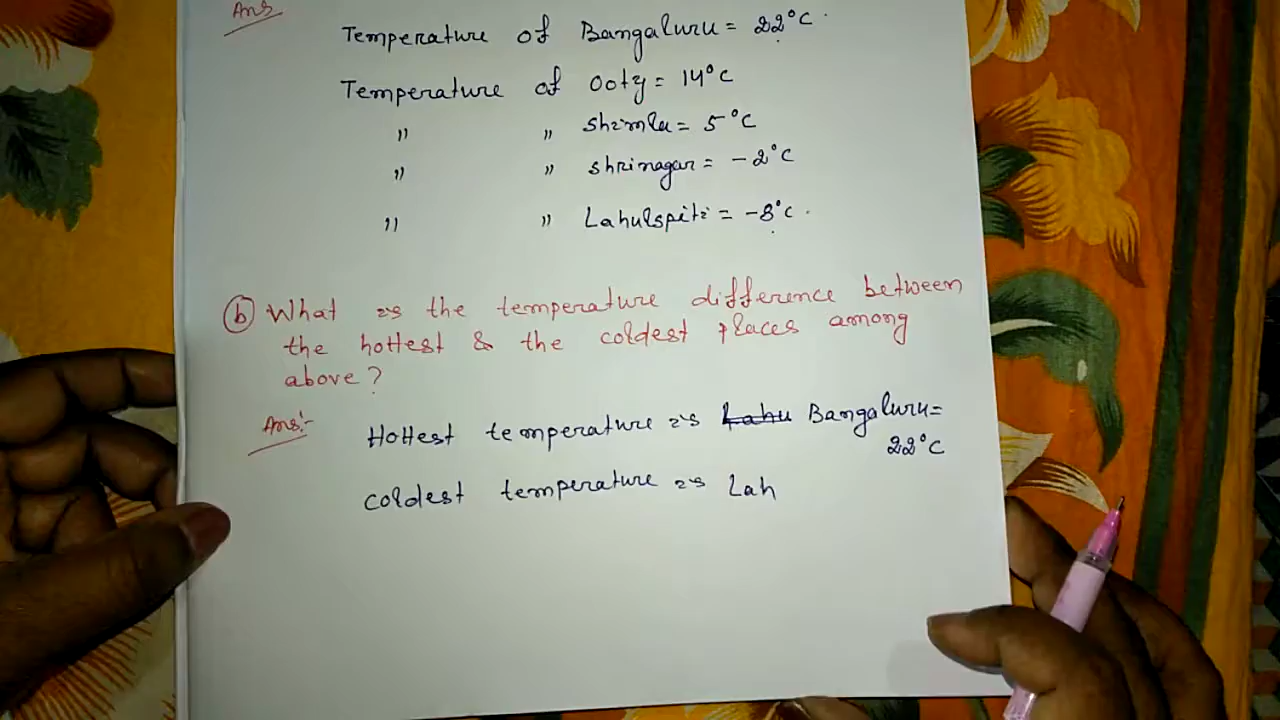 Ans
Temperature of Bangaluru = 22°C.
Temperature of Ooty = 14°C
" " Shimla = 5°C
" " Shrinagar = -2°C
" " Lahulspiti = -8°C.
(b) What is the temperature difference between
the hottest & the coldest places among
above?
Ans:- Hottest temperature is Lahu Bangaluru =
22°C
coldest temperature is Lah